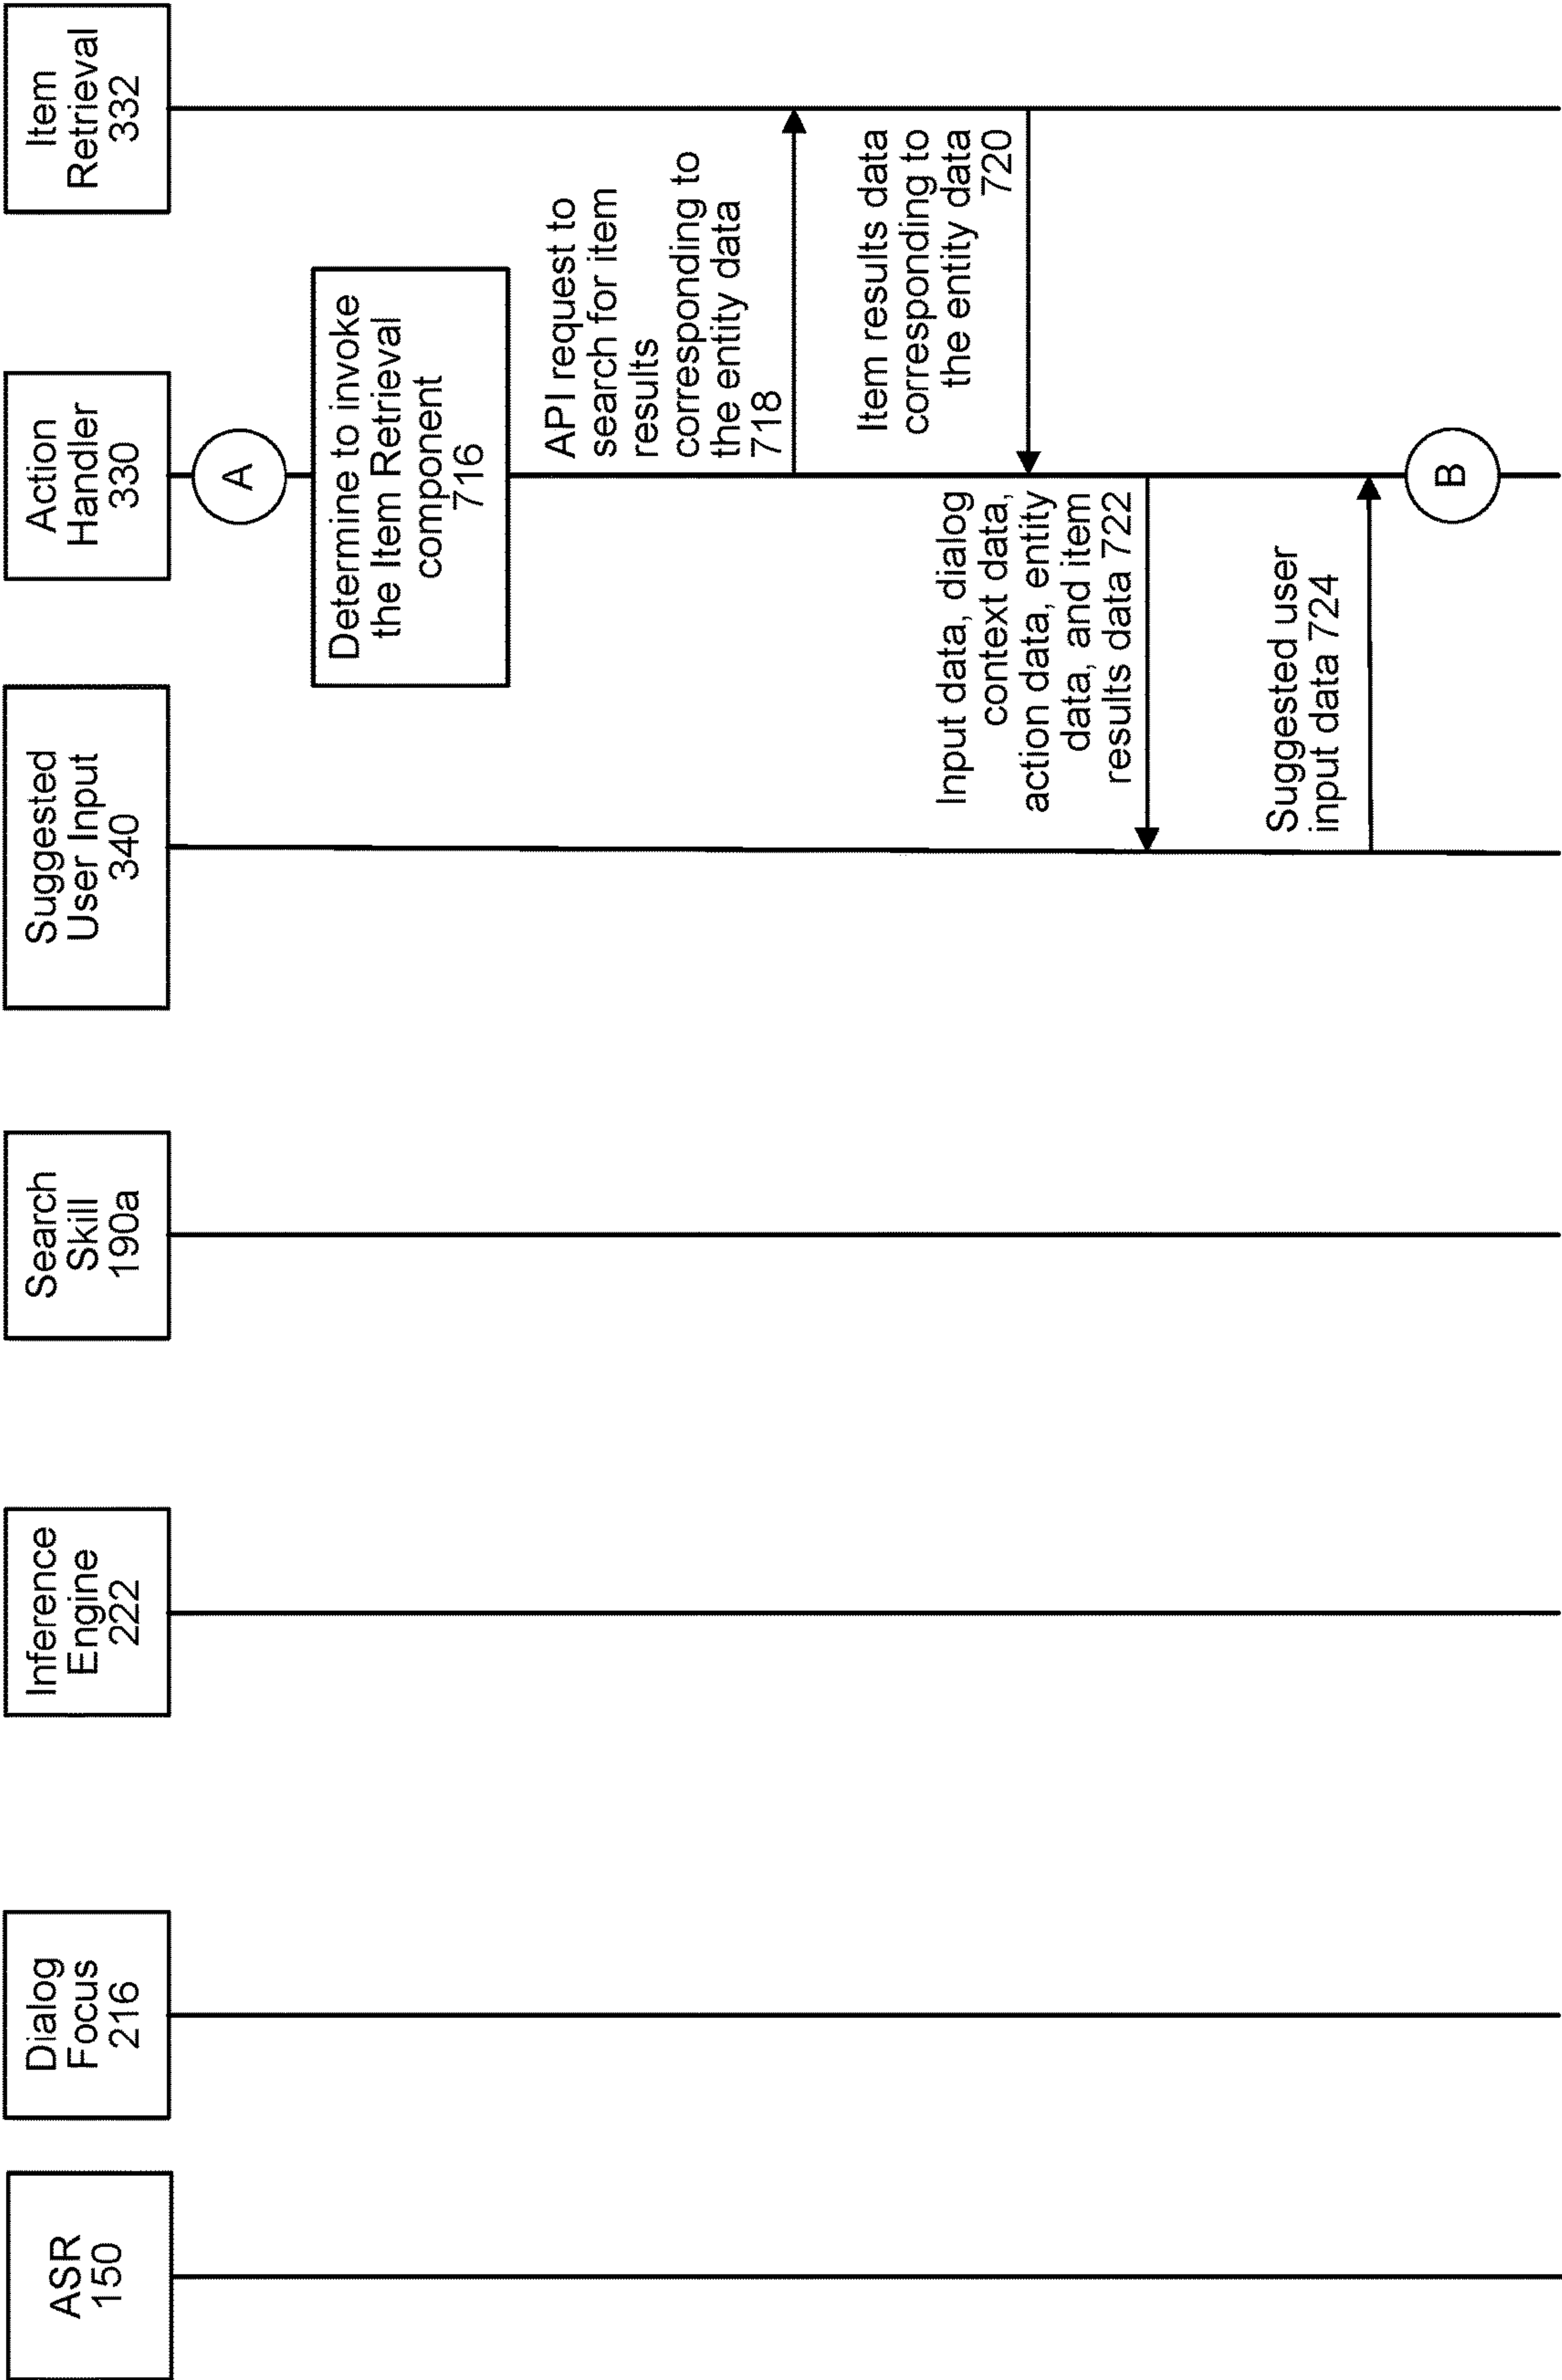 ASR
150
Dialog
Focus
216
Inference
Engine
222
Search
Skill
190a
Suggested
User Input
340
Action
Handler
330
Item
Retrieval
332
A
Determine to invoke
the Item Retrieval
component
716
API request to
search for item
results
corresponding to
the entity data
718
Item results data
corresponding to
the entity data
720
Input data, dialog
context data,
action data, entity
data, and item
results data 722
Suggested user
input data 724
B